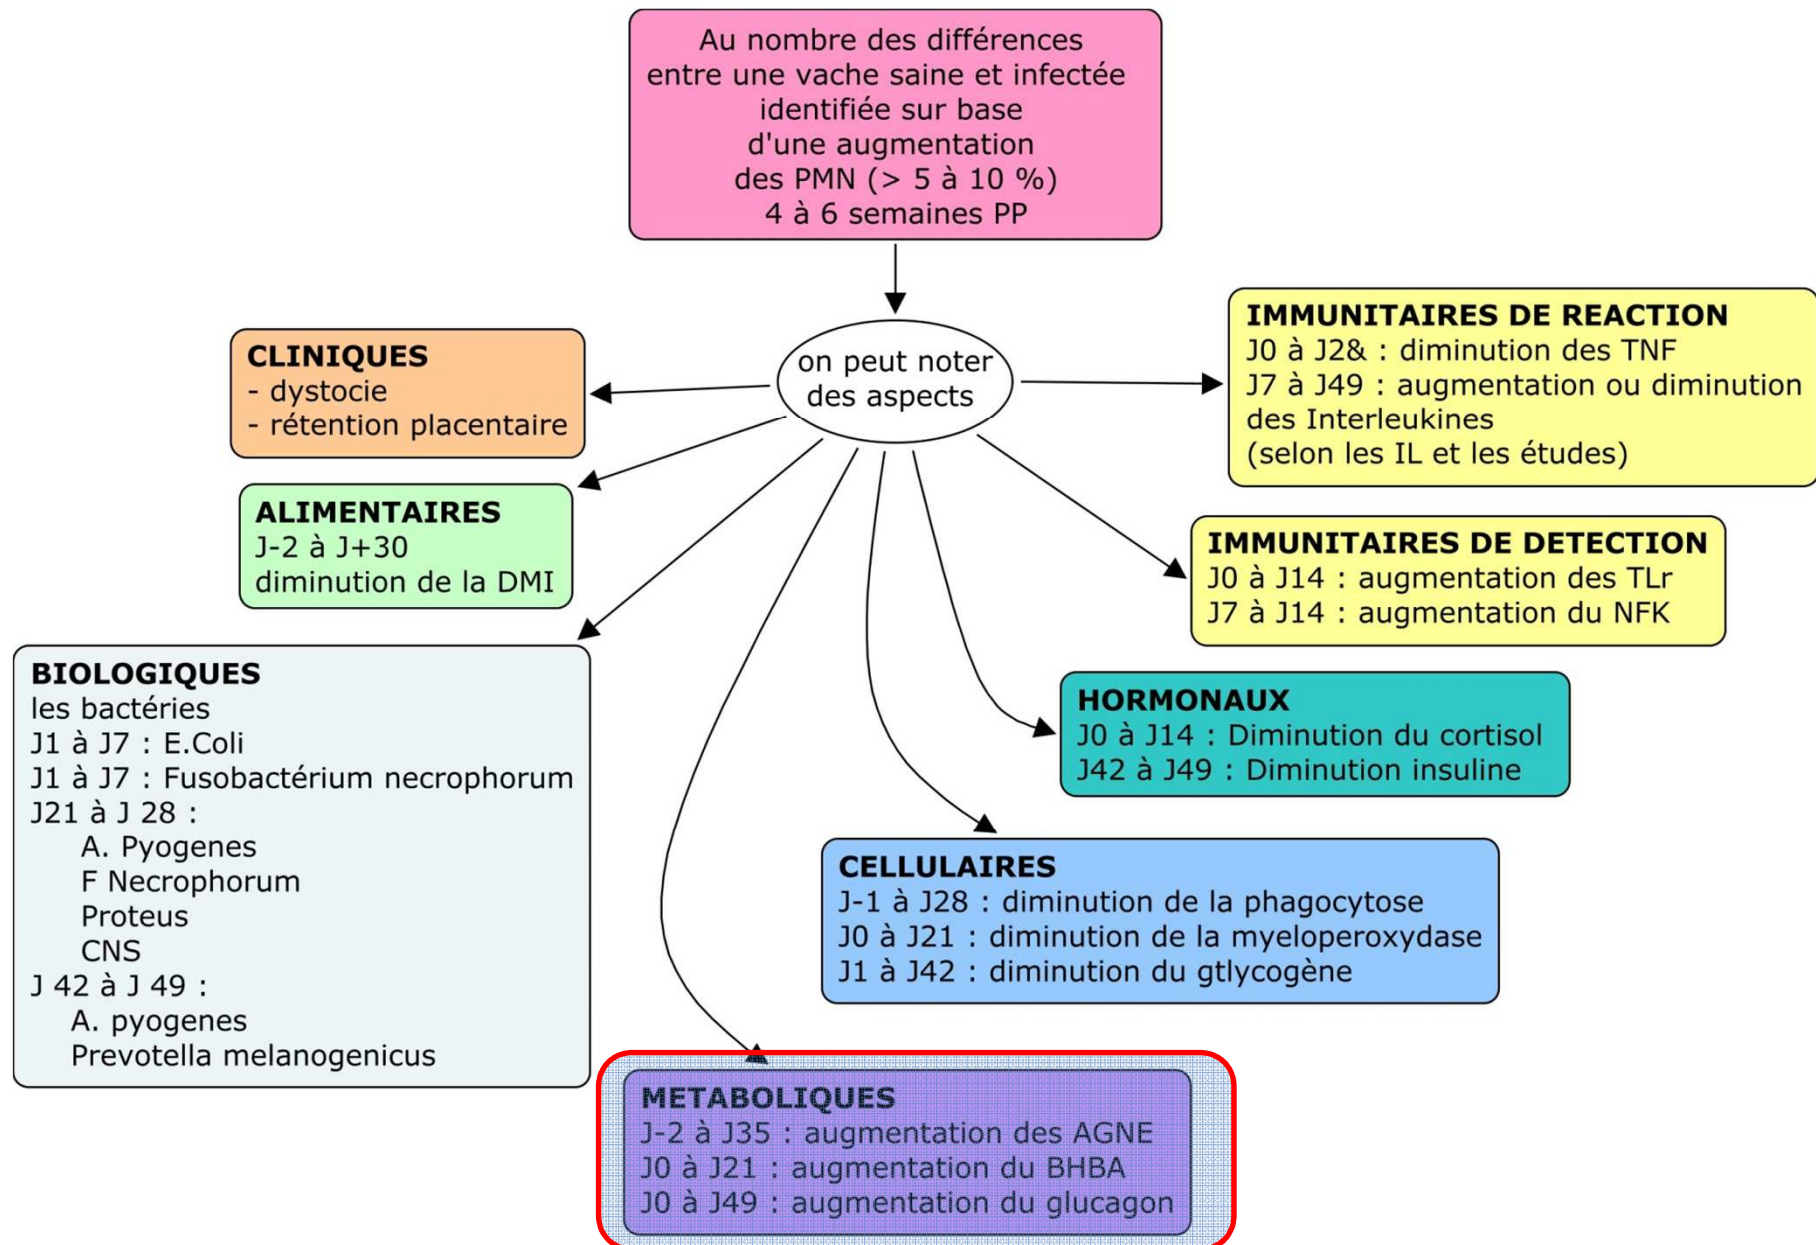 Au nombre des différences
entre une vache saine et infectée
identifiée sur base
d'une augmentation
des PMN (> 5 à 10 %)
4 à 6 semaines PP
on peut noter
des aspects
CLINIQUES
- dystocie
- rétention placentaire
ALIMENTAIRES
J-2 à J+30
diminution de la DMI
BIOLOGIQUES
les bactéries
J1 à J7 : E.Coli
J1 à J7 : Fusobactérium necrophorum
J21 à J 28 :
A. Pyogenes
F Necrophorum
Proteus
CNS
J 42 à J 49 :
A. pyogenes
Prevotella melanogenicus
METABOLIQUES
J-2 à J35 : augmentation des AGNE
J0 à J21 : augmentation du BHBA
J0 à J49 : augmentation du glucagon
CELLULAIRES
J-1 à J28 : diminution de la phagocytose
J0 à J21 : diminution de la myeloperoxydase
J1 à J42 : diminution du gtlycogène
HORMONAUX
J0 à J14 : Diminution du cortisol
J42 à J49 : Diminution insuline
IMMUNITAIRES DE DETECTION
J0 à J14 : augmentation des TLr
J7 à J14 : augmentation du NFK
IMMUNITAIRES DE REACTION
J0 à J2& : diminution des TNF
J7 à J49 : augmentation ou diminution
des Interleukines
(selon les IL et les études)